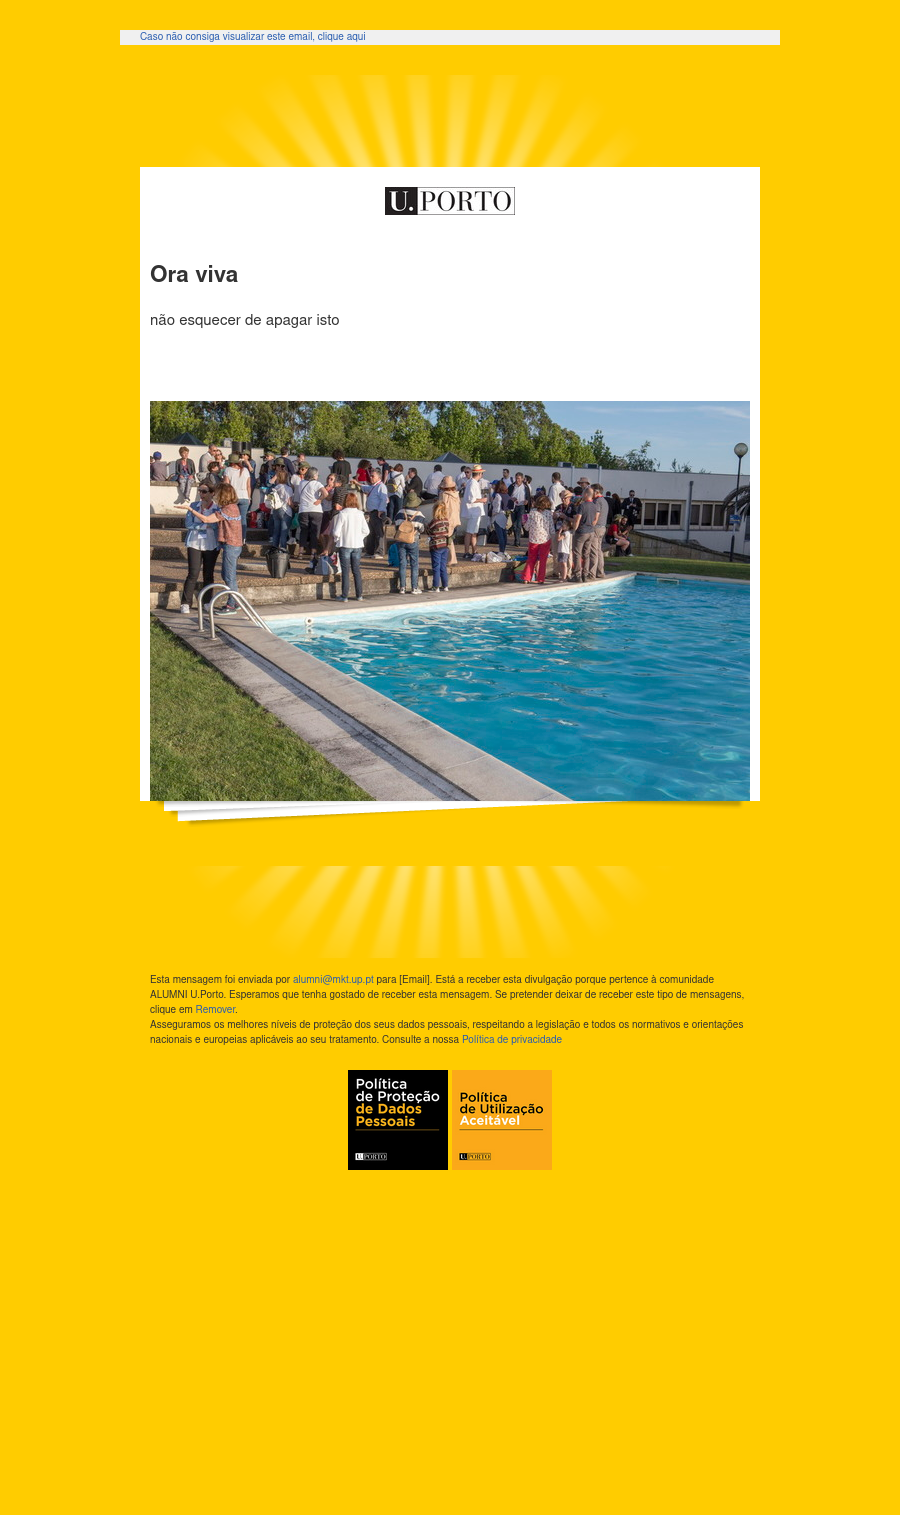 Caso não consiga visualizar este email, clique aqui
U.PORTO
Ora viva
não esquecer de apagar isto
Esta mensagem foi enviada por alumni@mkt.up.pt para [Email]. Está a receber esta divulgação porque pertence à comunidade
ALUMNI U.Porto. Esperamos que tenha gostado de receber esta mensagem. Se pretender deixar de receber este tipo de mensagens,
clique em Remover.
Asseguramos os melhores níveis de proteção dos seus dados pessoais, respeitando a legislação e todos os normativos e orientações
nacionais e europeias aplicáveis ao seu tratamento. Consulte a nossa Política de privacidade
Política
de Proteção
de Dados
Pessoais
U.PORTO
Política
de Utilização
Aceitável
U.PORTO